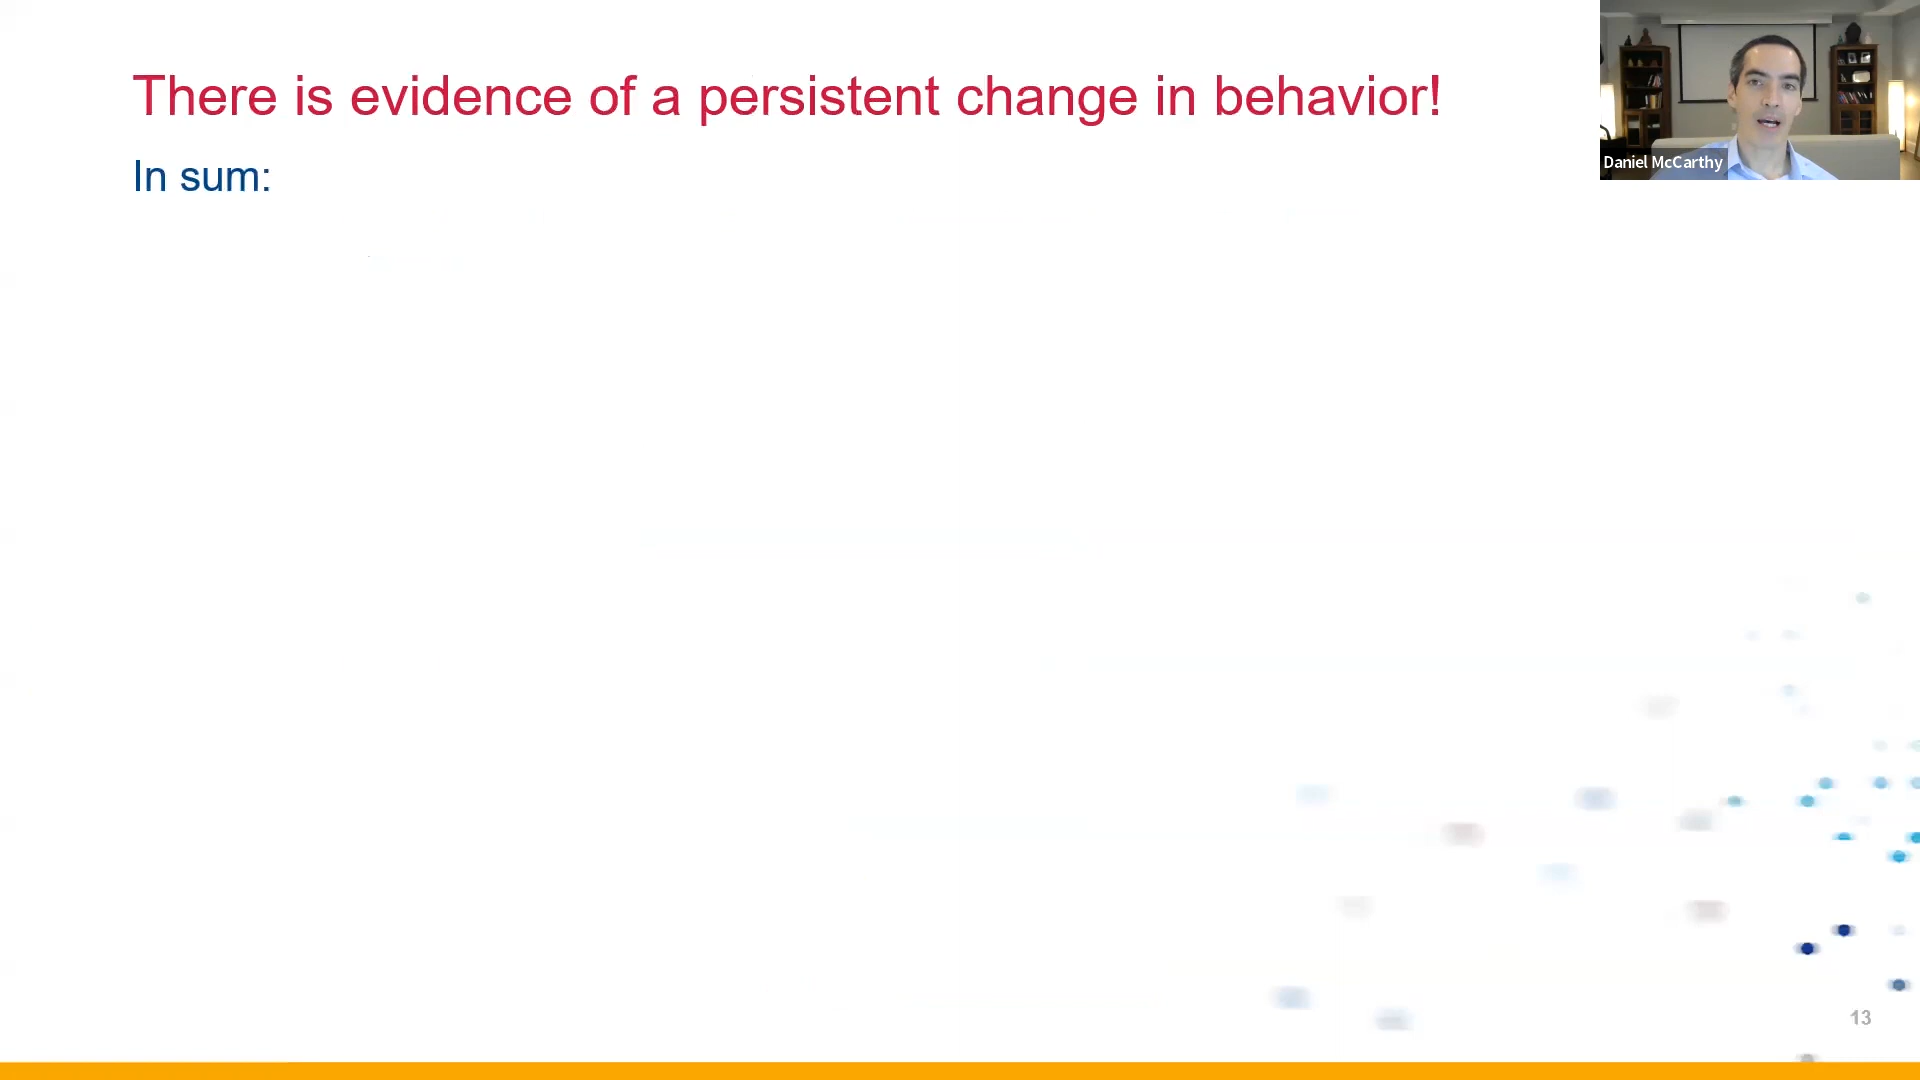 There is evidence of a persistent change in behavior!
In sum:
Daniel McCarthy
13